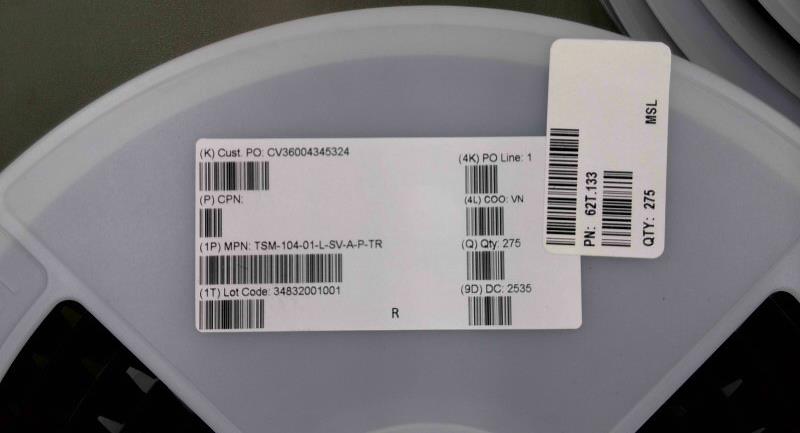 (K) Cust. PO: CV36004345324
(P) CPN:
(1P) MPN: TSM-104-01-L-SV-A-P-TR
(1T) Lot Code: 34832001001
R
(4K) PO Line: 1
(4L) COO: VN
(Q) Qty: 275
(9D) DC: 2535
PN: 62T.133
QTY: 275 MSL